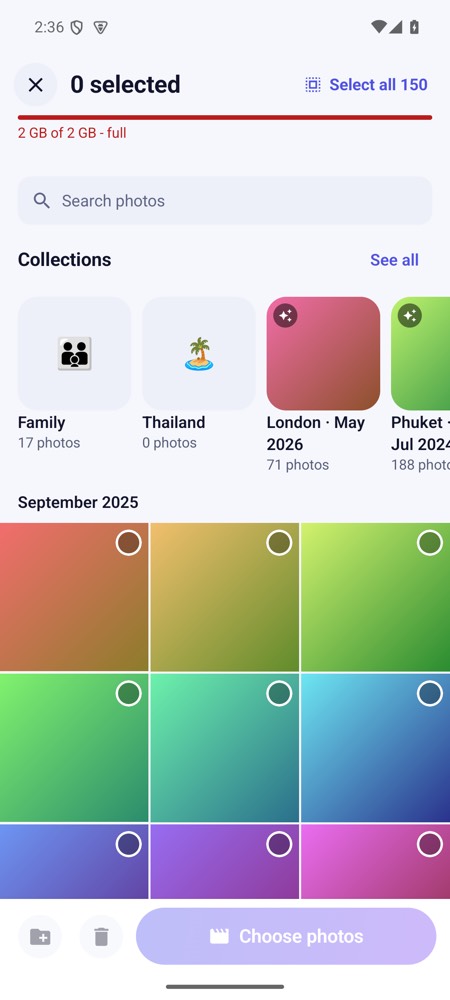 2:36
0 selected
Select all 150
2 GB of 2 GB - full
Search photos
Collections
See all
Family
17 photos
Thailand
0 photos
London · May
2026
71 photos
Phuket ·
Jul 2024
188 photo
September 2025
Choose photos